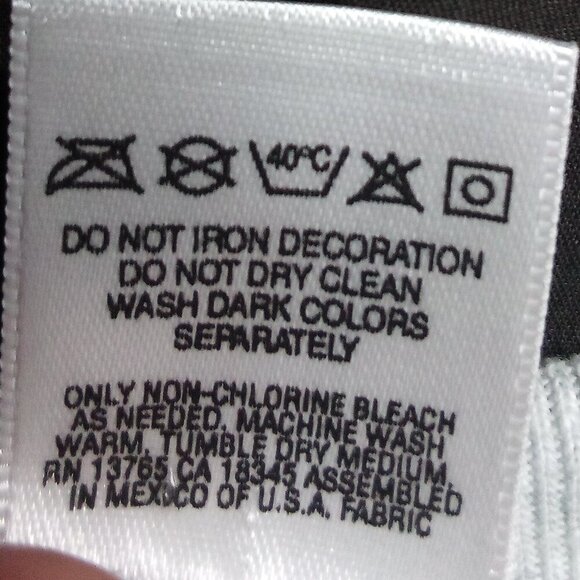 40°C
DO NOT IRON DECORATION
DO NOT DRY CLEAN
WASH DARK COLORS
SEPARATELY
ONLY NON-CHLORINE BLEACH
AS NEEDED. MACHINE WASH
WARM, TUMBLE DRY MEDIUM,
RN 13765 CA 18345 ASSEMBLED
IN MEXICO OF U.S.A. FABRIC